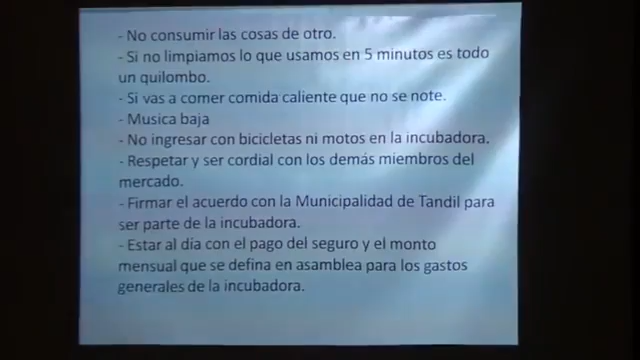 - No consumir las cosas de otro.
- Si no limpiamos lo que usamos en 5 minutos es todo
un quilombo.
- Si vas a comer comida caliente que no se note.
- Musica baja
- No ingresar con bicicletas ni motos en la incubadora.
- Respetar y ser cordial con los demás miembros del
mercado.
- Firmar el acuerdo con la Municipalidad de Tandil para
ser parte de la incubadora.
- Estar al día con el pago del seguro y el monto
mensual que se defina en asamblea para los gastos
generales de la incubadora.